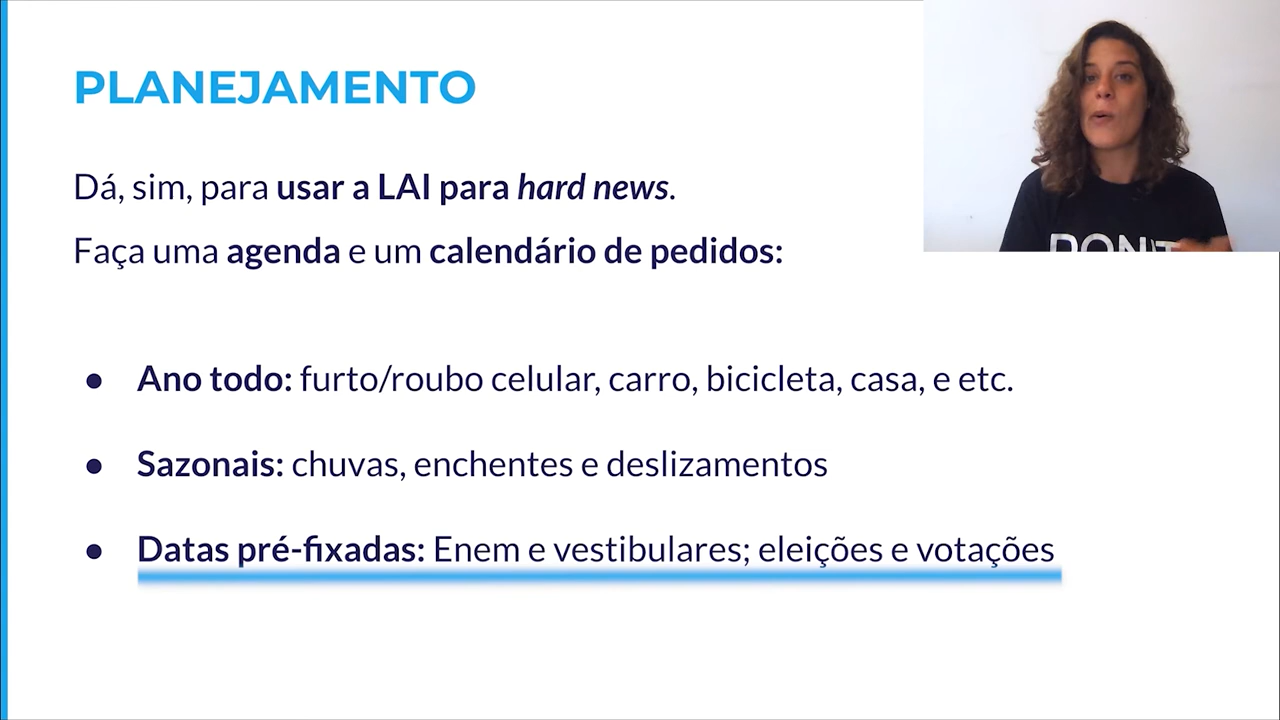 PLANEJAMENTO
Dá, sim, para usar a LAI para hard news.
Faça uma agenda e um calendário de pedidos:
● Ano todo: furto/roubo celular, carro, bicicleta, casa, e etc.
● Sazonais: chuvas, enchentes e deslizamentos
● Datas pré-fixadas: Enem e vestibulares; eleições e votações